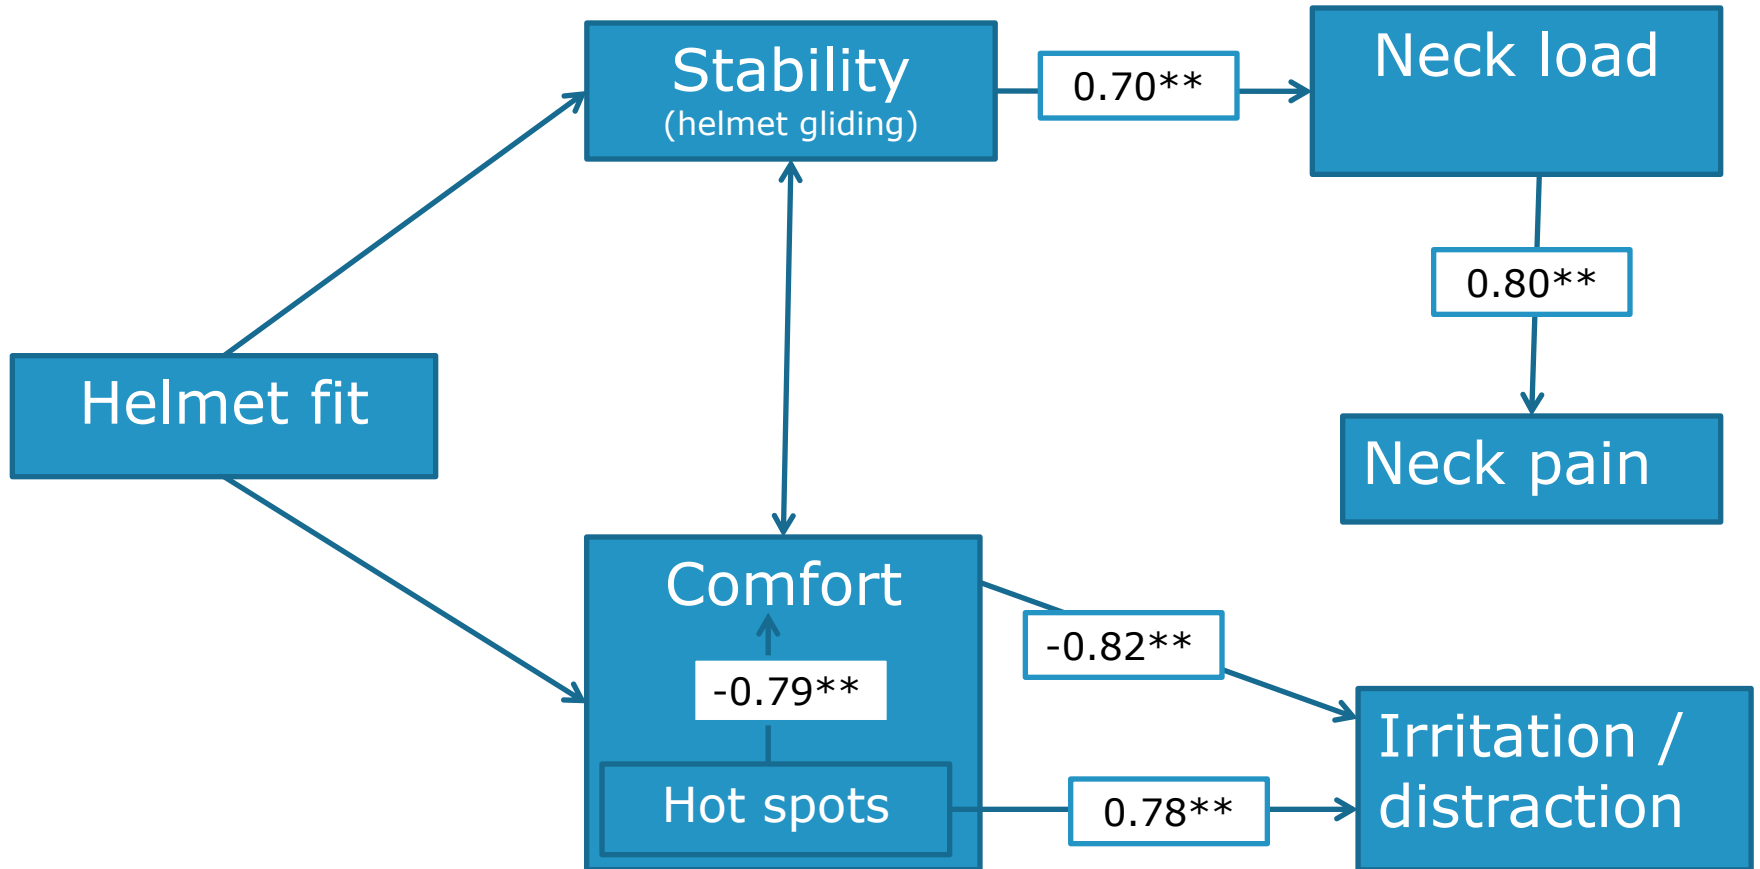 Stability
(helmet gliding)
0.70**
Neck load
0.80**
Helmet fit
Neck pain
Comfort
-0.82**
-0.79**
Irritation /
distraction
Hot spots
0.78**